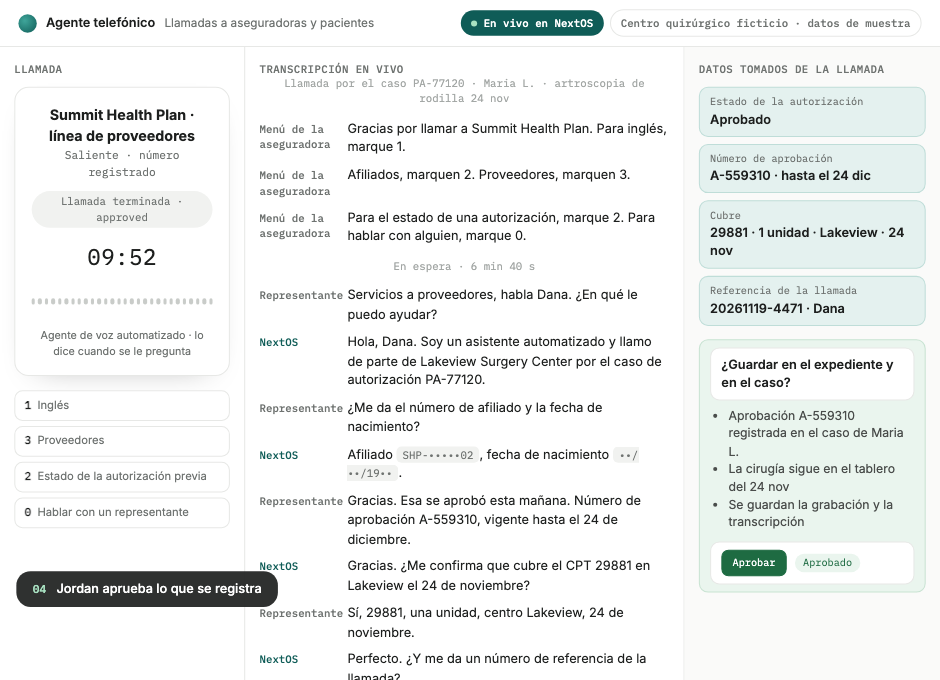 Agente telefónico Llamadas a aseguradoras y pacientes
En vivo en NextOS
Centro quirúrgico ficticio · datos de muestra
LLAMADA
Summit Health Plan ·
línea de proveedores
Saliente · número
registrado
Llamada terminada ·
approved
09:52
Agente de voz automatizado · lo
dice cuando se le pregunta
1 Inglés
3 Proveedores
2 Estado de la autorización previa
0 Hablar con un representante
04 Jordan aprueba lo que se registra
TRANSCRIPCIÓN EN VIVO
Llamada por el caso PA-77120 · Maria L. · artroscopia de
rodilla 24 nov
Menú de la
aseguradora
Gracias por llamar a Summit Health Plan. Para inglés,
marque 1.
Menú de la
aseguradora
Afiliados, marquen 2. Proveedores, marquen 3.
Menú de la
aseguradora
Para el estado de una autorización, marque 2. Para
hablar con alguien, marque 0.
En espera · 6 min 40 s
Representante Servicios a proveedores, habla Dana. ¿En qué le
puedo ayudar?
NextOS Hola, Dana. Soy un asistente automatizado y llamo
de parte de Lakeview Surgery Center por el caso de
autorización PA-77120.
Representante ¿Me da el número de afiliado y la fecha de
nacimiento?
NextOS Afiliado SHP-•••••02 , fecha de nacimiento ••/
••/19•• .
Representante Gracias. Esa se aprobó esta mañana. Número de
aprobación A-559310, vigente hasta el 24 de
diciembre.
NextOS Gracias. ¿Me confirma que cubre el CPT 29881 en
Lakeview el 24 de noviembre?
Representante Sí, 29881, una unidad, centro Lakeview, 24 de
noviembre.
NextOS Perfecto. ¿Y me da un número de referencia de la
llamada?
DATOS TOMADOS DE LA LLAMADA
Estado de la autorización
Aprobado
Número de aprobación
A-559310 · hasta el 24 dic
Cubre
29881 · 1 unidad · Lakeview · 24
nov
Referencia de la llamada
20261119-4471 · Dana
¿Guardar en el expediente y
en el caso?
• Aprobación A-559310
registrada en el caso de Maria
L.
• La cirugía sigue en el tablero
del 24 nov
• Se guardan la grabación y la
transcripción
Aprobar Aprobado